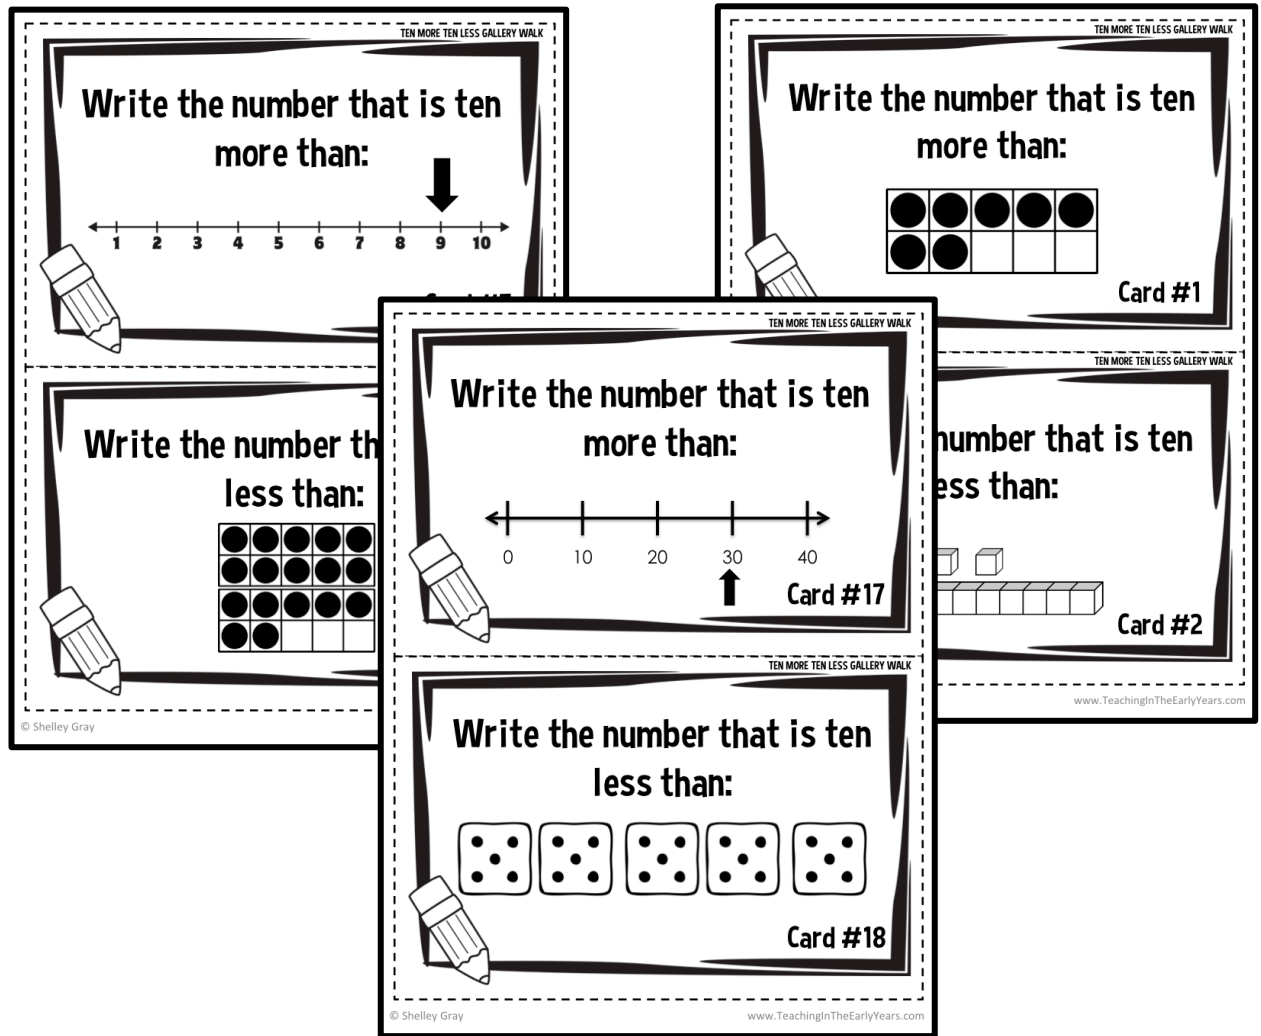 TEN MORE TEN LESS GALLERY WALK
Write the number that is ten
more than:
1 2 3 4 5 6 7 8 9 10
Write the number th
less than:
© Shelley Gray
TEN MORE TEN LESS GALLERY WALK
Write the number that is ten
more than:
Card #1
TEN MORE TEN LESS GALLERY WALK
number that is ten
ess than:
Card #2
www.TeachingInTheEarlyYears.com
TEN MORE TEN LESS GALLERY WALK
Write the number that is ten
more than:
0 10 20 30 40
Card #17
TEN MORE TEN LESS GALLERY WALK
Write the number that is ten
less than:
Card #18
© Shelley Gray
www.TeachingInTheEarlyYears.com